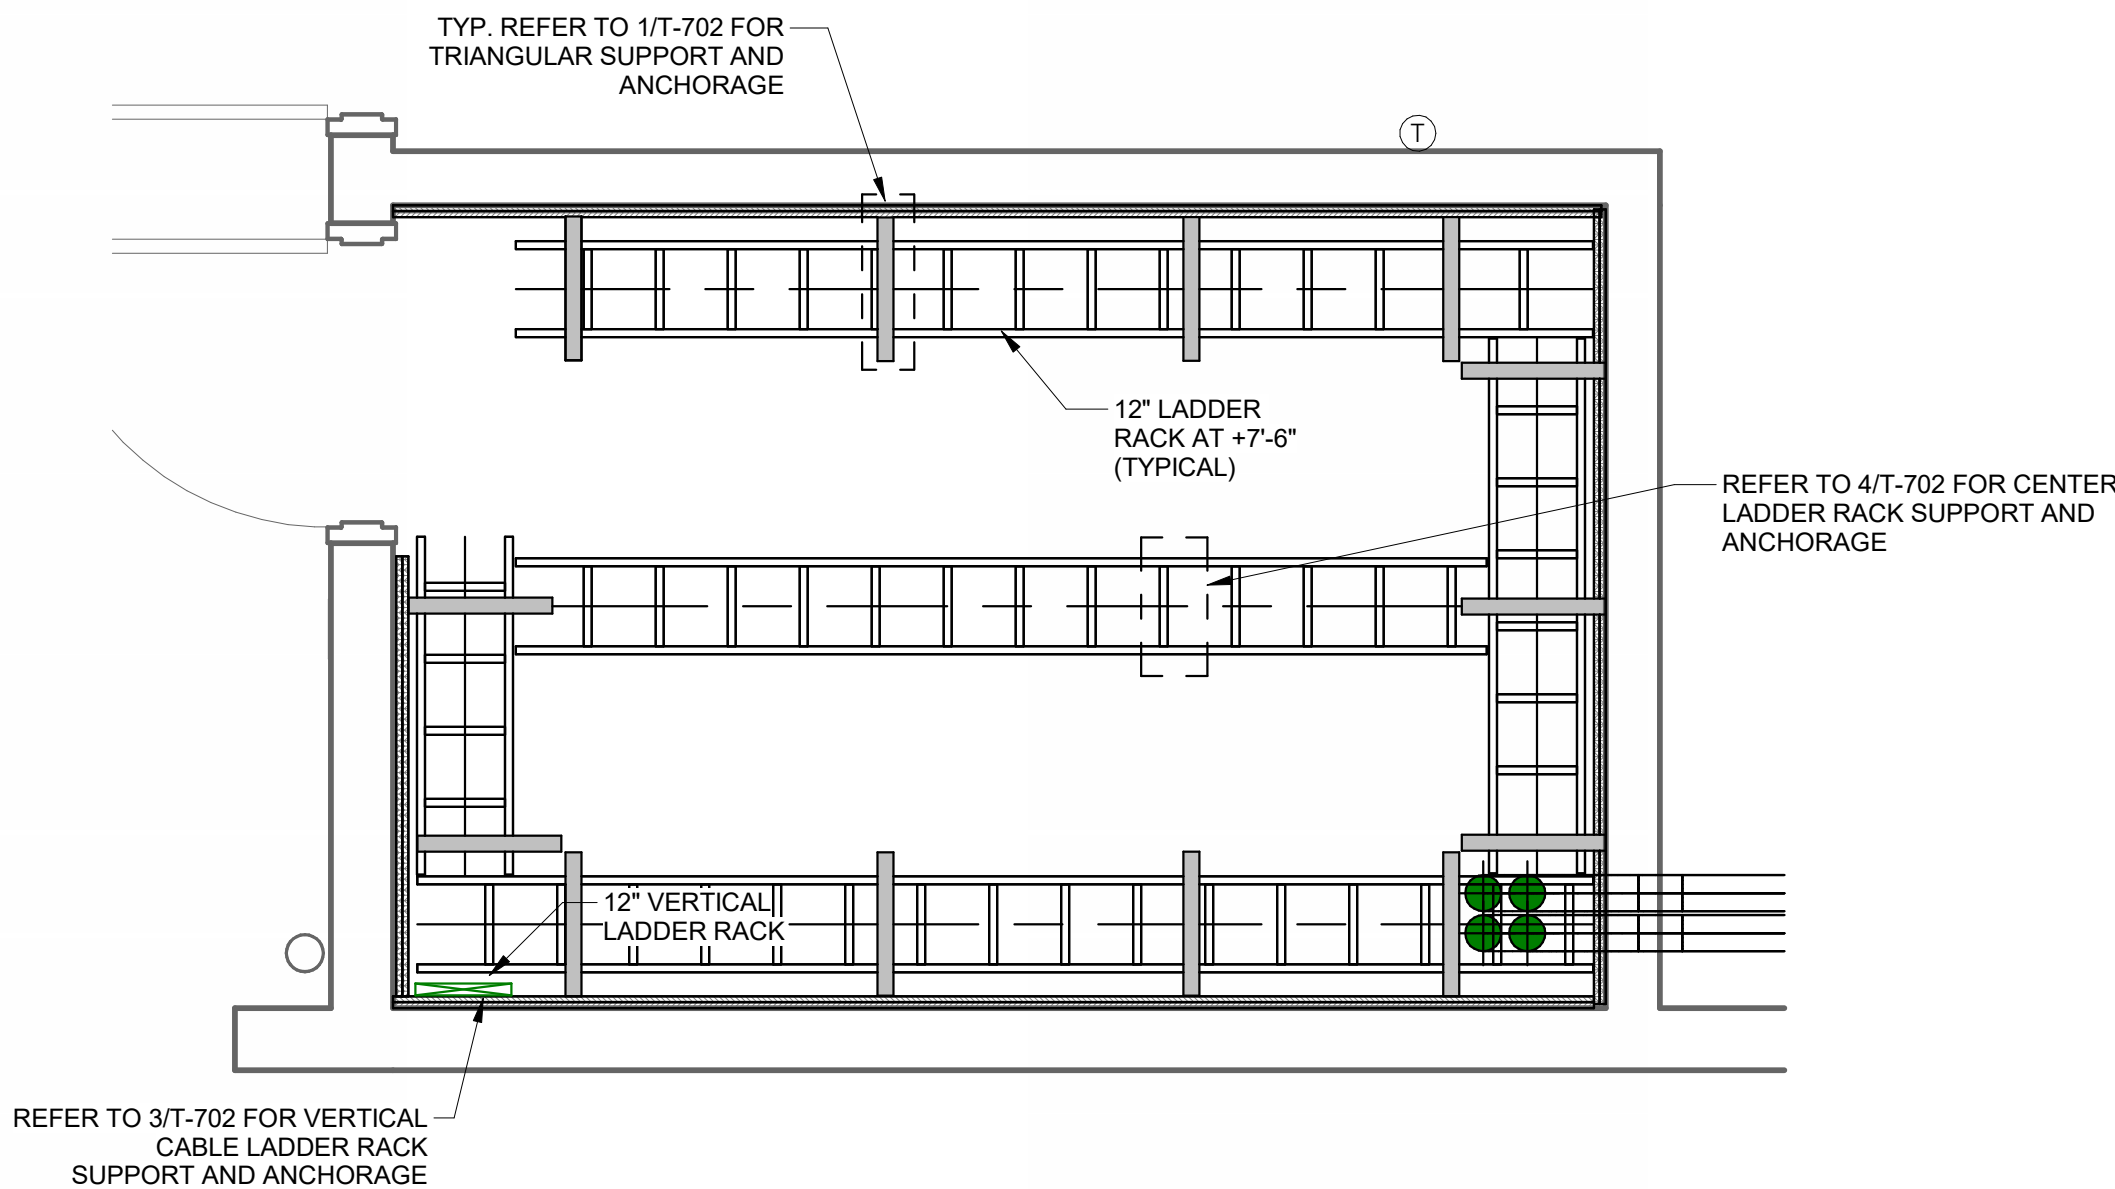 TYP. REFER TO 1/T-702 FOR
TRIANGULAR SUPPORT AND
ANCHORAGE
T
12" LADDER
RACK AT +7'-6"
(TYPICAL)
REFER TO 4/T-702 FOR CENTER
LADDER RACK SUPPORT AND
ANCHORAGE
12" VERTICAL
LADDER RACK
REFER TO 3/T-702 FOR VERTICAL
CABLE LADDER RACK
SUPPORT AND ANCHORAGE